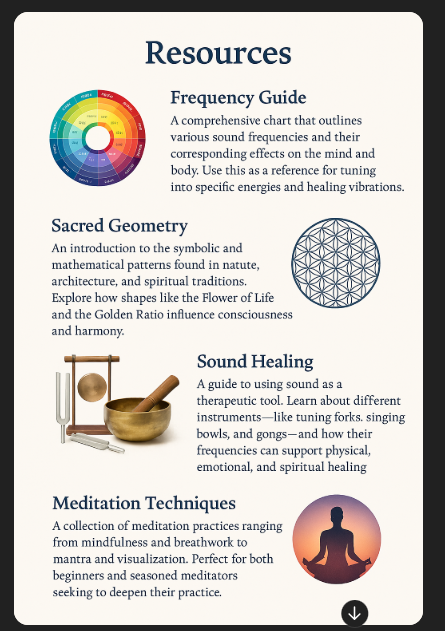 Resources
Frequency Guide
A comprehensive chart that outlines
various sound frequencies and their
corresponding effects on the mind and
body. Use this as a reference for tuning
into specific energies and healing vibrations.
Sacred Geometry
An introduction to the symbolic and
mathematical patterns found in natute,
architecture, and spiritual traditions.
Explore how shapes like the Flower of Life
and the Golden Ratio influence consciousness
and harmony.
Sound Healing
A guide to using sound as a
therapeutic tool. Learn about different
instruments—like tuning forks. singing
bowls, and gongs—and how their
frequencies can support physical,
emotional, and spiritual healing
Meditation Techniques
A collection of meditation practices ranging
from mindfulness and breathwork to
mantra and visualization. Perfect for both
beginners and seasoned meditators
seeking to deepen their practice.